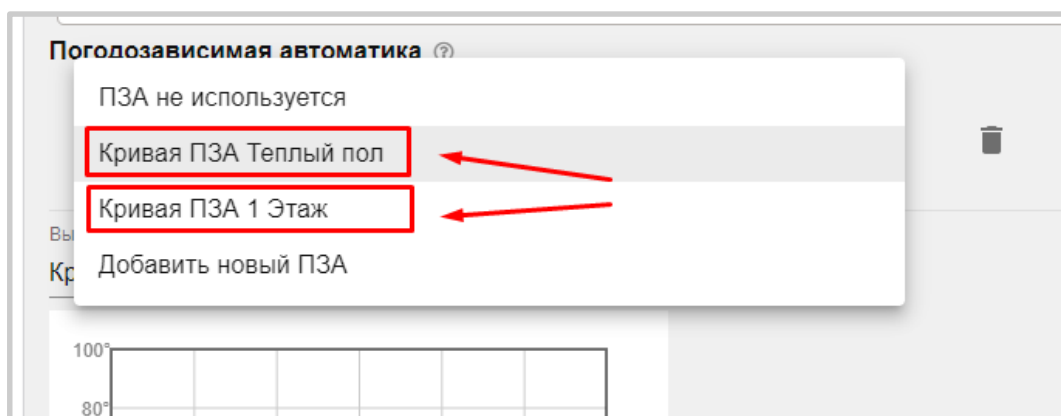 Погодозависимая автоматика ?
ПЗА не используется
Кривая ПЗА Теплый пол
Кривая ПЗА 1 Этаж
Добавить новый ПЗА
100°
80°